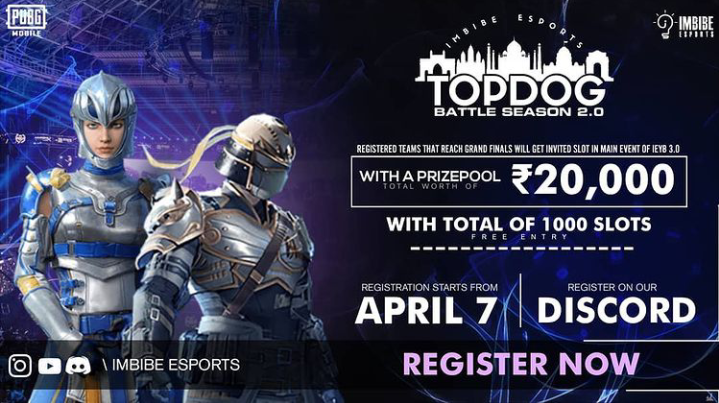 PUBG
MOBILE
IMBIBE
ESPORTS
IMBIBE ESPORTS
TOPDOG
BATTLE SEASON 2.0
REGISTERED TEAMS THAT REACH GRAND FINALS WILL GET INVITED SLOT IN MAIN EVENT OF IEYB 3.0
WITH A PRIZEPOOL ₹20,000
TOTAL WORTH OF
WITH TOTAL OF 1000 SLOTS
FREE ENTRY
REGISTRATION STARTS FROM
APRIL 7
REGISTER ON OUR
DISCORD
\ IMBIBE ESPORTS
REGISTER NOW